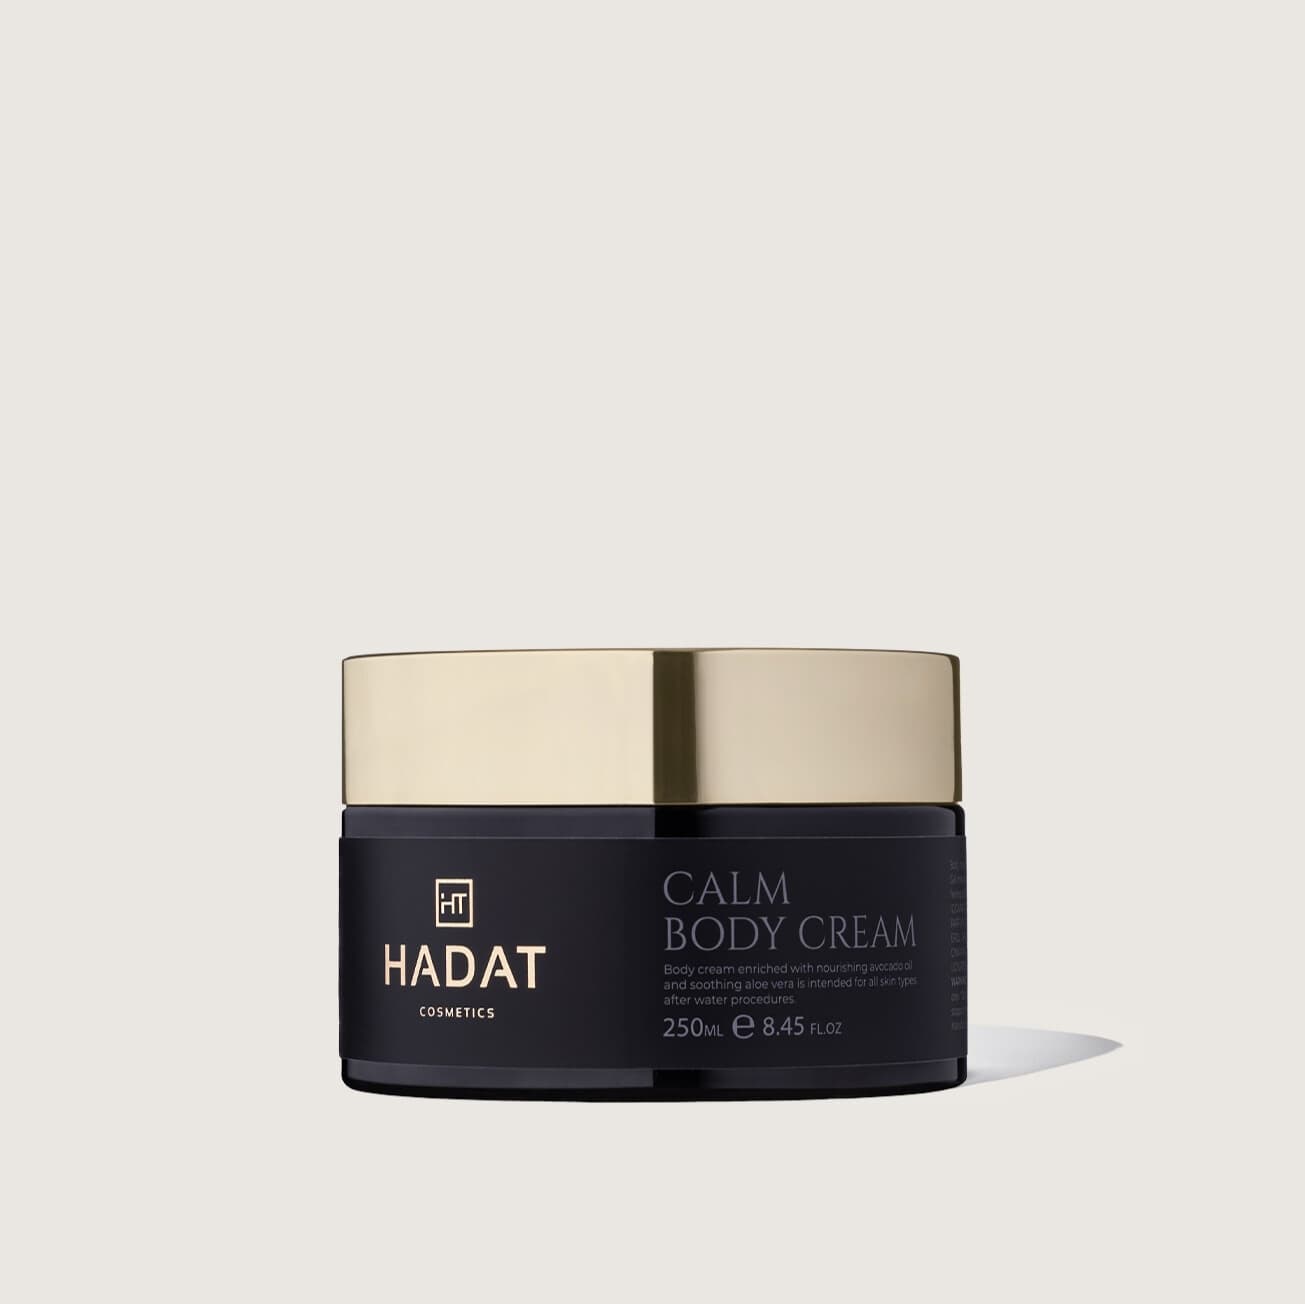 HT
HADAT
COSMETICS
CALM
BODY CREAM
Body cream enriched with nourishing avocado oil
and soothing aloe vera is intended for all skin types
after water procedures.
250ML e 8.45 FL.OZ